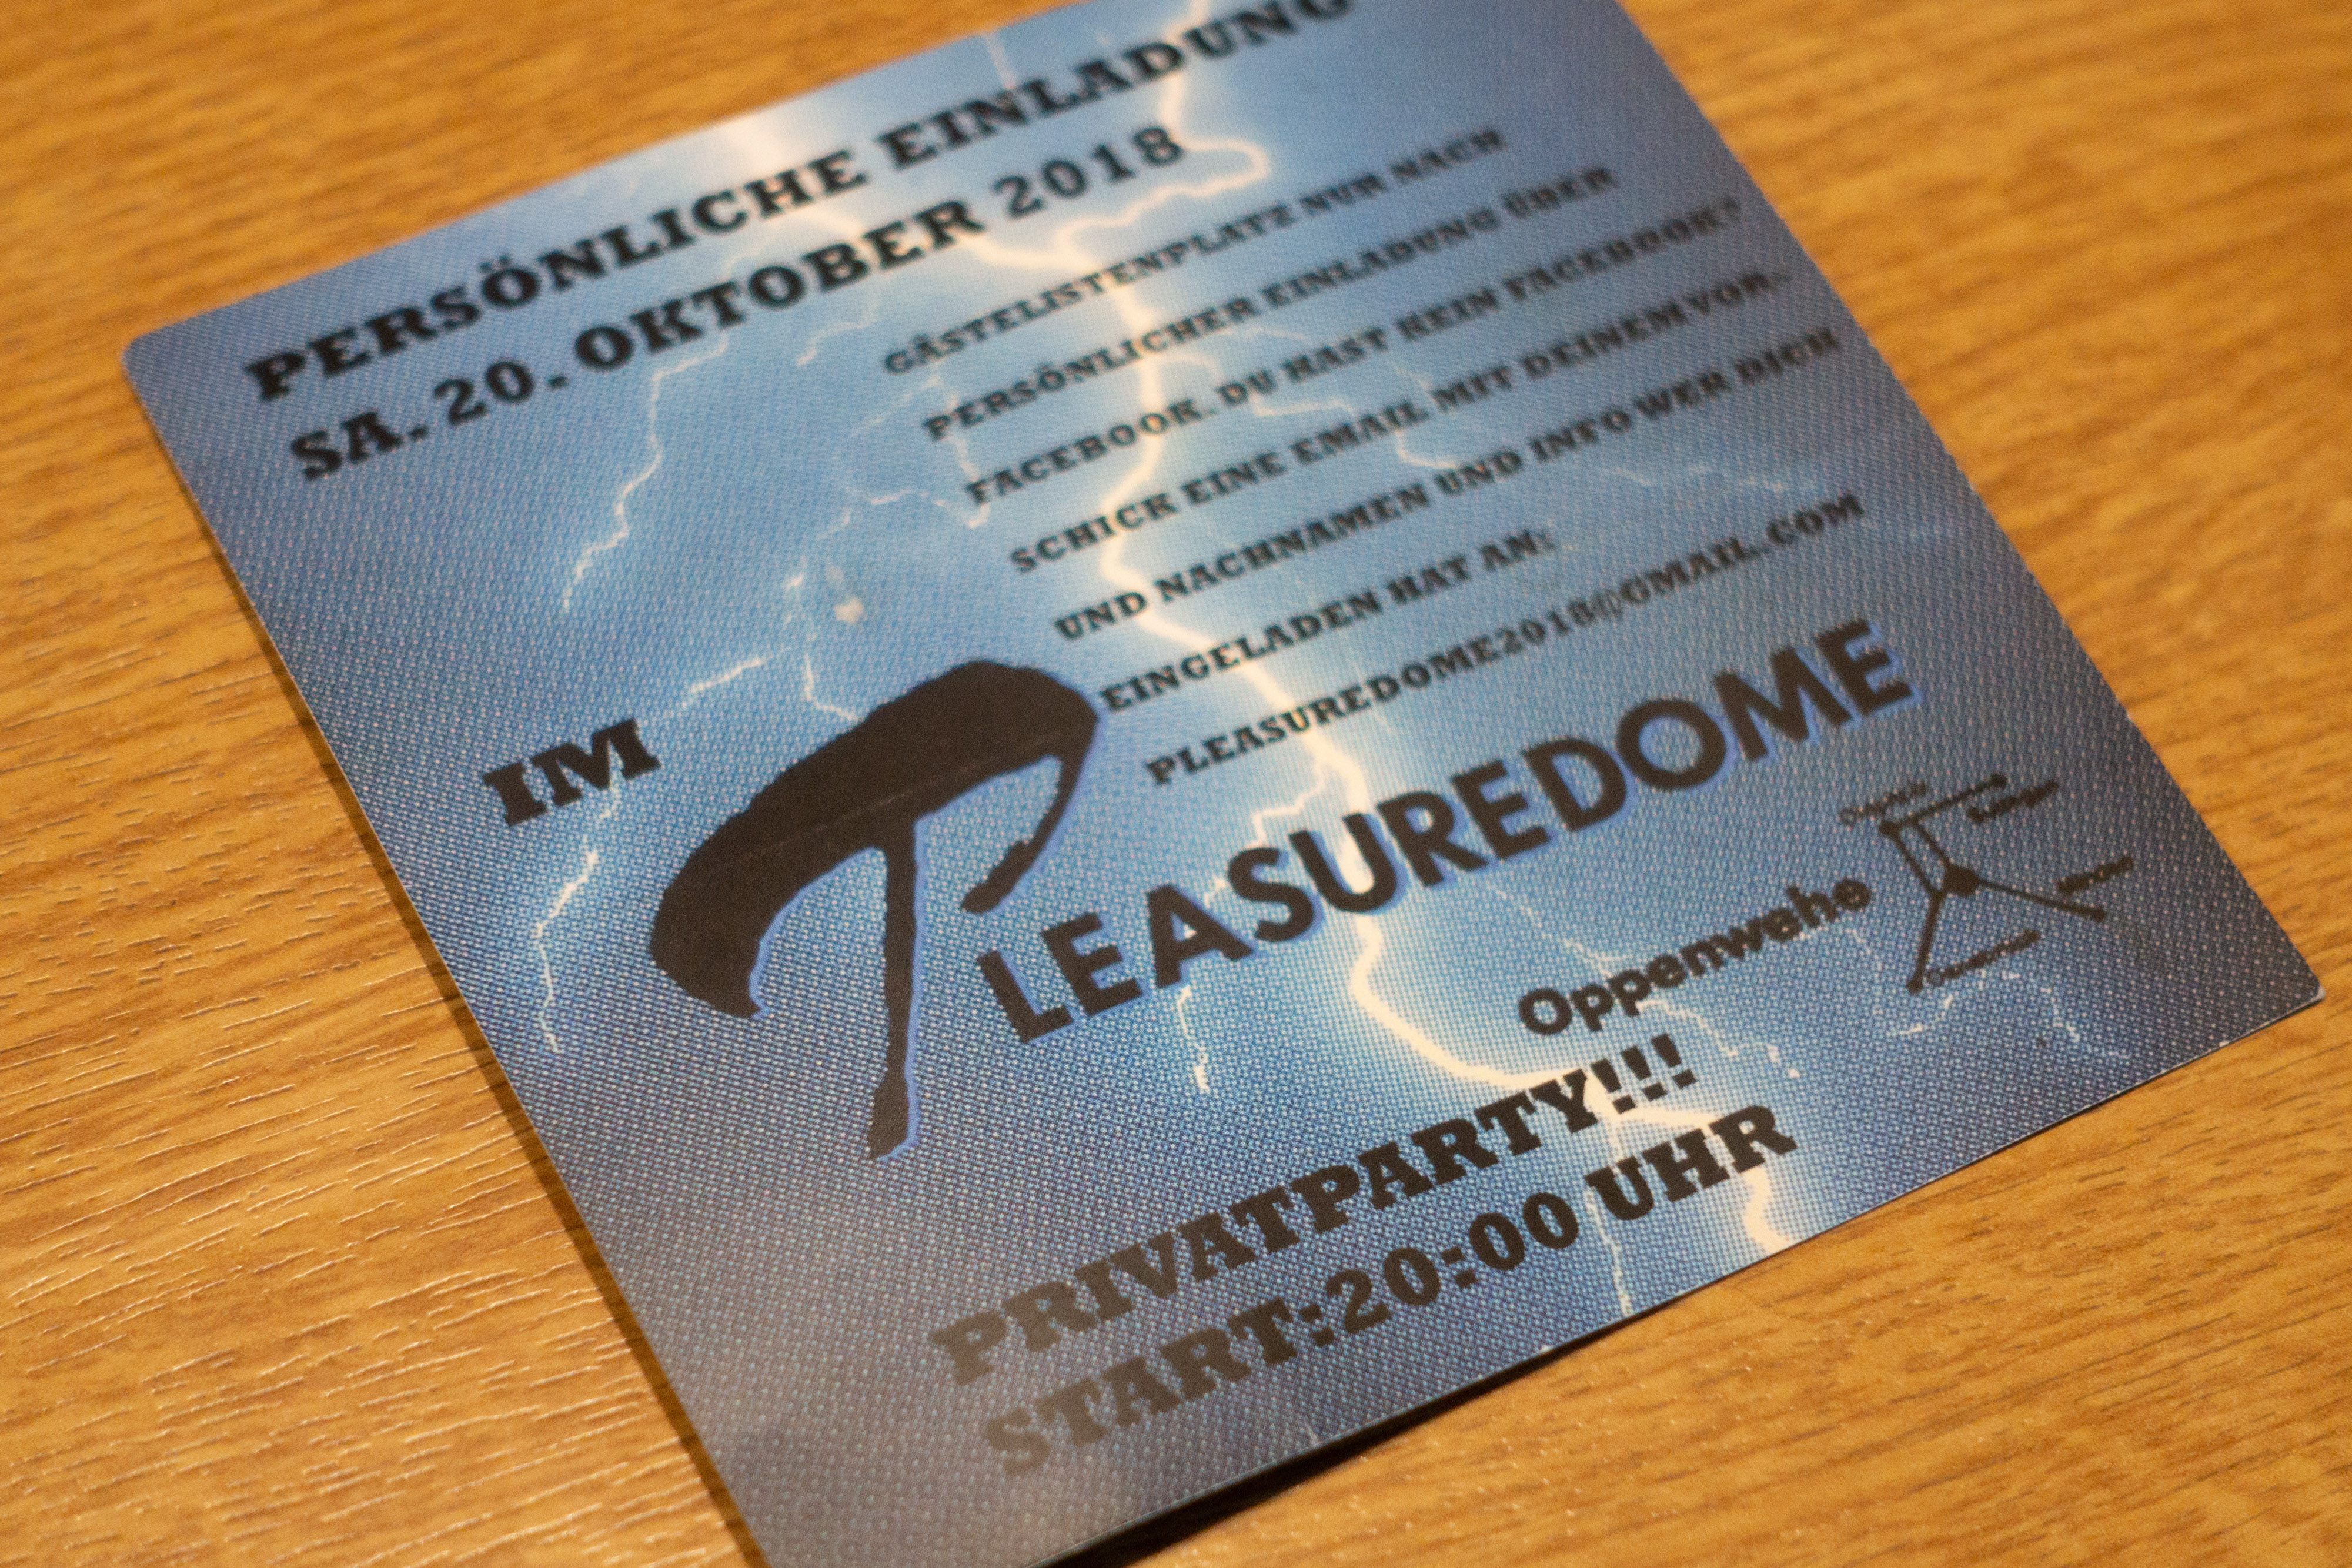 PERSÖNLICHE EINLADUNG
SA. 20. OKTOBER 2018
GÄSTELISTENPLATZ NUR NACH
PERSÖNLICHER EINLADUNG ÜBER
FACEBOOK. DU HAST KEIN FACEBOOK?
SCHICK EINE EMAIL MIT DEINEM VOR-
UND NACHNAMEN UND INFO WER DICH
EINGELADEN HAT AN:
PLEASUREDOME2018@GMAIL.COM
IM
PLEASUREDOME
Oppenwehe
PRIVATPARTY!!!
START:20:00 UHR